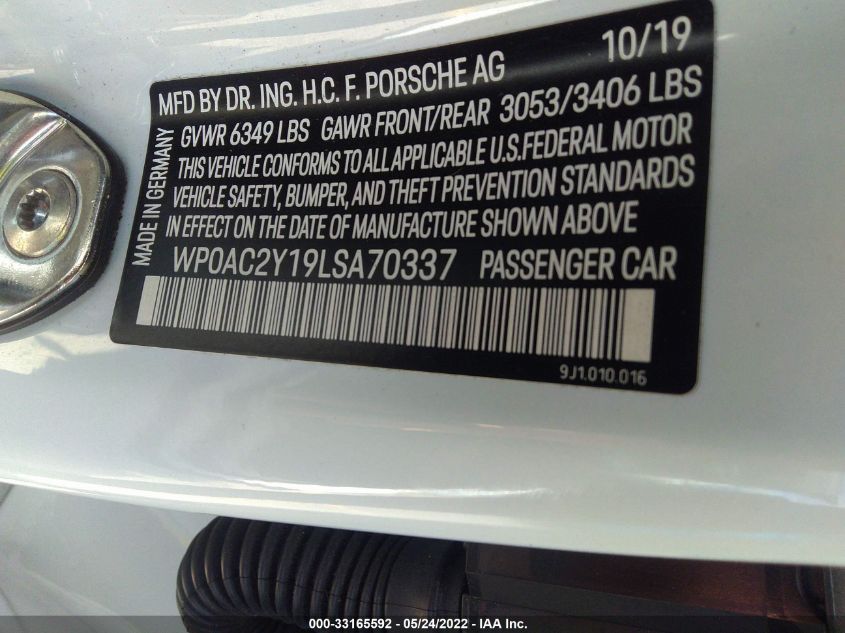 10/19
MFD BY DR. ING. H.C. F. PORSCHE AG
GVWR 6349 LBS GAWR FRONT/REAR 3053/3406 LBS
THIS VEHICLE CONFORMS TO ALL APPLICABLE U.S.FEDERAL MOTOR
VEHICLE SAFETY, BUMPER, AND THEFT PREVENTION STANDARDS
IN EFFECT ON THE DATE OF MANUFACTURE SHOWN ABOVE
MADE IN GERMANY
WP0AC2Y19LSA70337 PASSENGER CAR
9J1.010.016
000-33165592 - 05/24/2022 - IAA Inc.